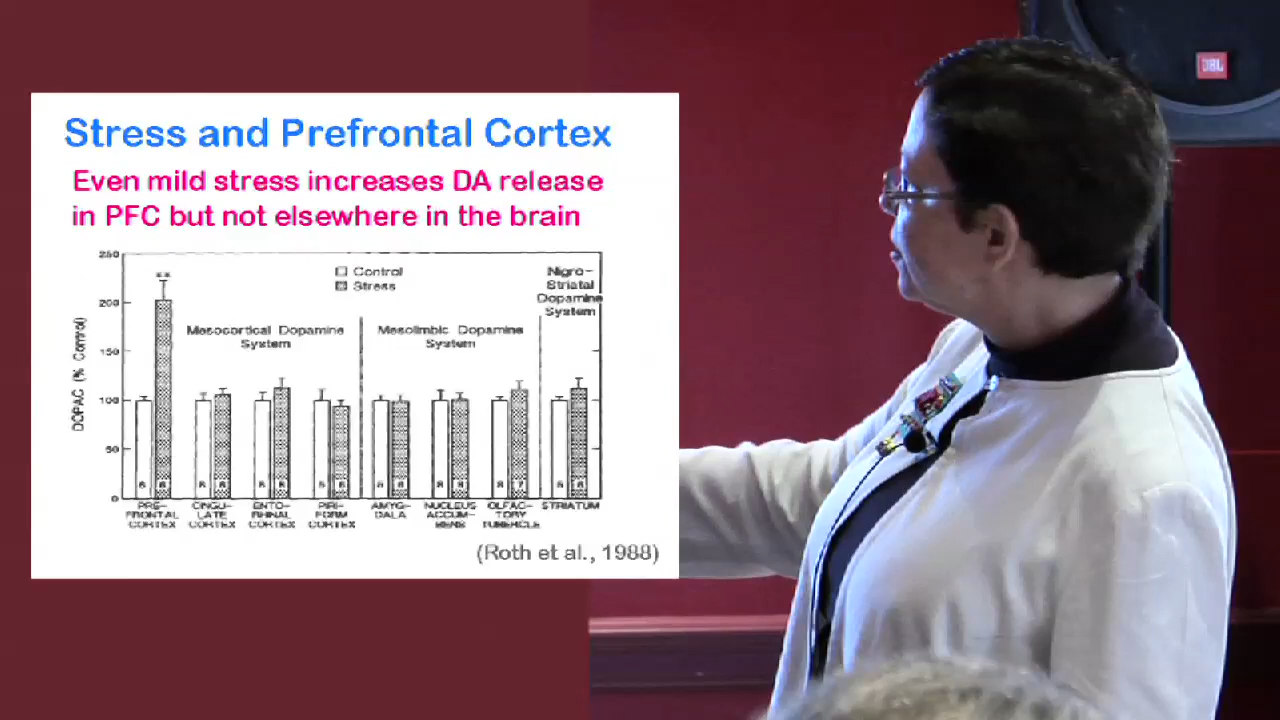 Stress and Prefrontal Cortex
Even mild stress increases DA release
in PFC but not elsewhere in the brain
250
200
150
100
50
0
DOPAC (% Control)
**
Control
Stress
Mesocortical Dopamine
System
Mesolimbic Dopamine
System
Nigro-
Striatal
Dopamine
System
PRE-
FRONTAL
CORTEX
CINGU-
LATE
CORTEX
ENTO-
RHINAL
CORTEX
PIRI-
FORM
CORTEX
AMYG-
DALA
NUCLEUS
ACCUM-
BENS
OLFAC-
TORY
TUBERCLE
STRIATUM
(Roth et al., 1988)
JBL